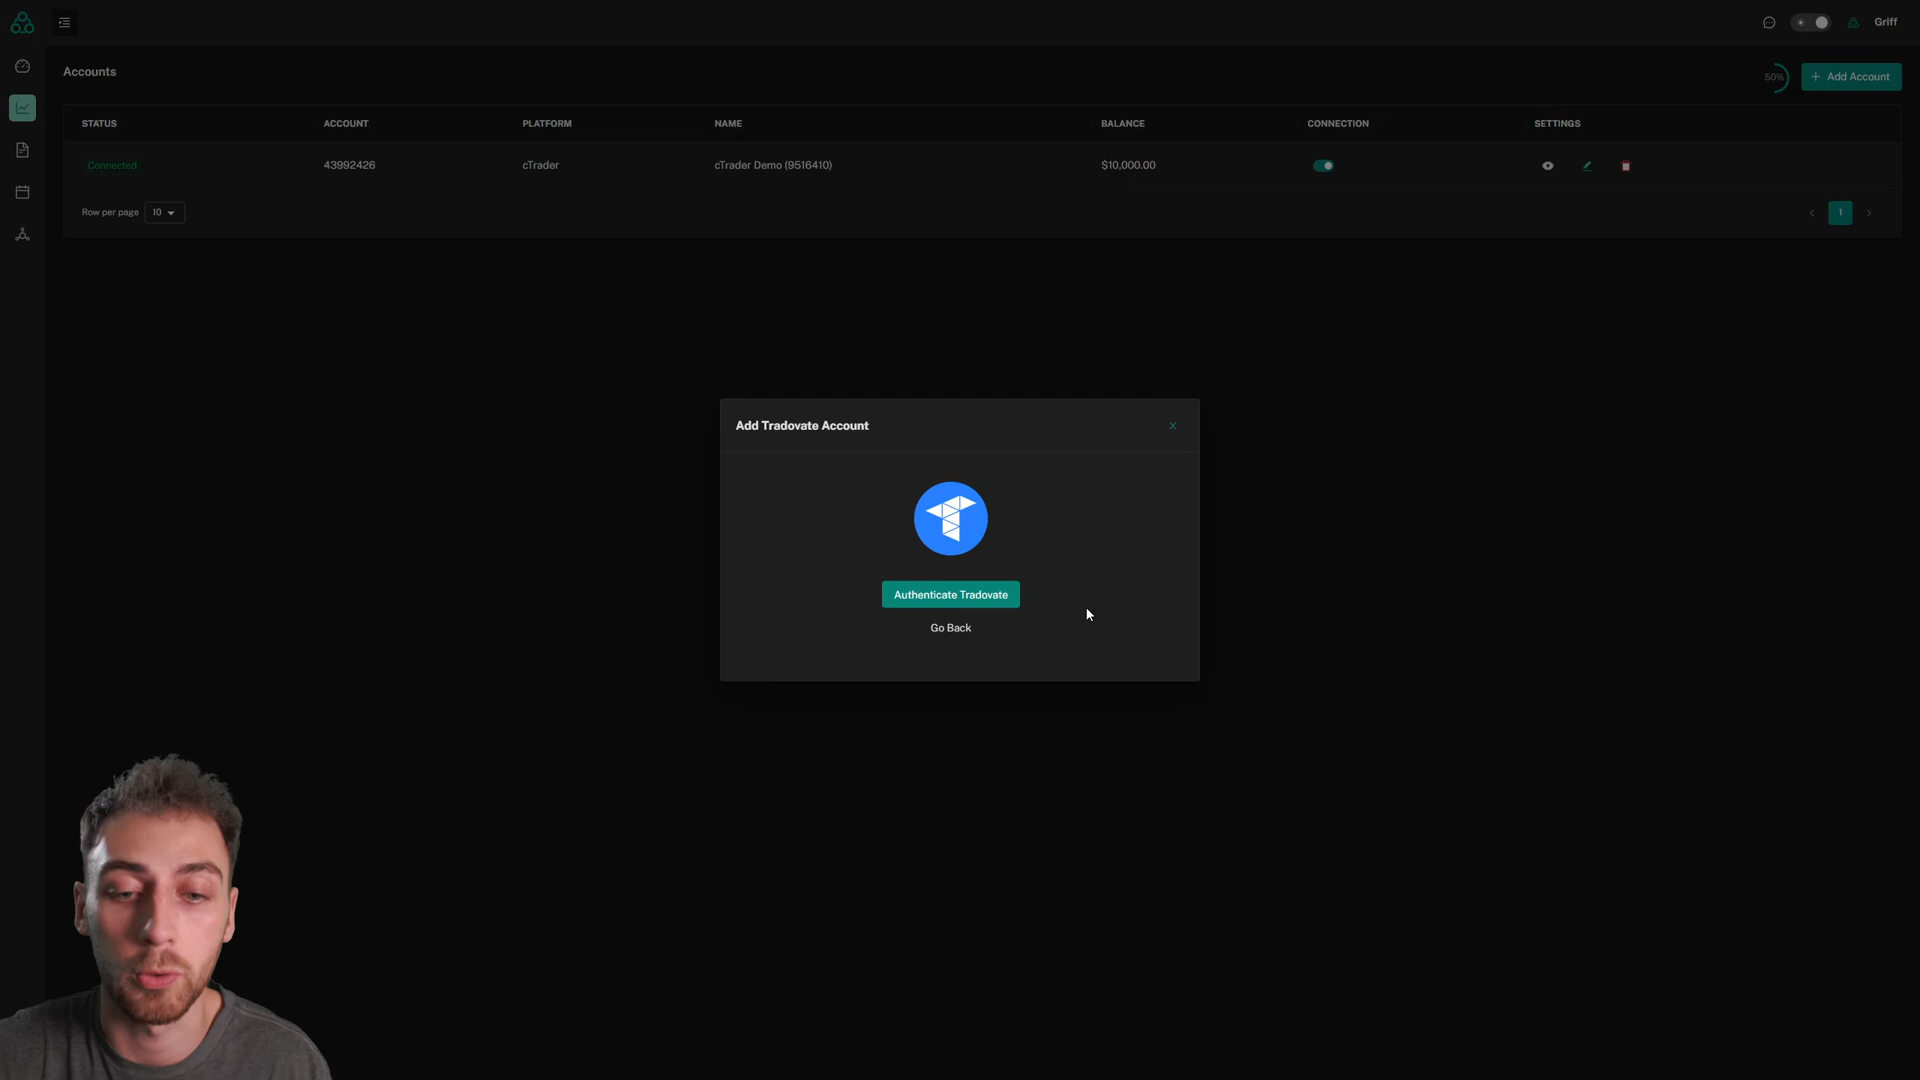 Griff
Accounts
50%
+ Add Account
STATUS ACCOUNT PLATFORM NAME BALANCE CONNECTION SETTINGS
Connected 43992426 cTrader cTrader Demo (9516410) $10,000.00
Row per page 10
1
Add Tradovate Account
Authenticate Tradovate
Go Back